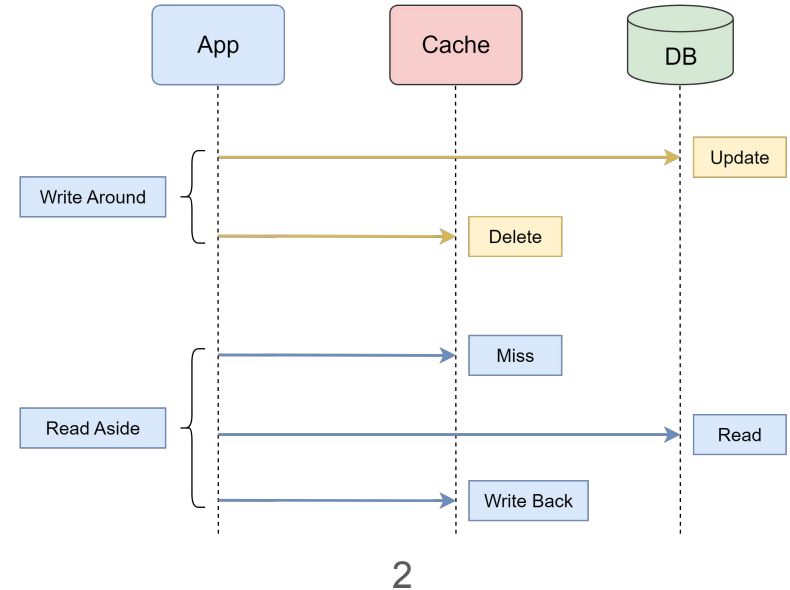 App
Cache
DB
Update
Write Around
Delete
Miss
Read Aside
Read
Write Back
2